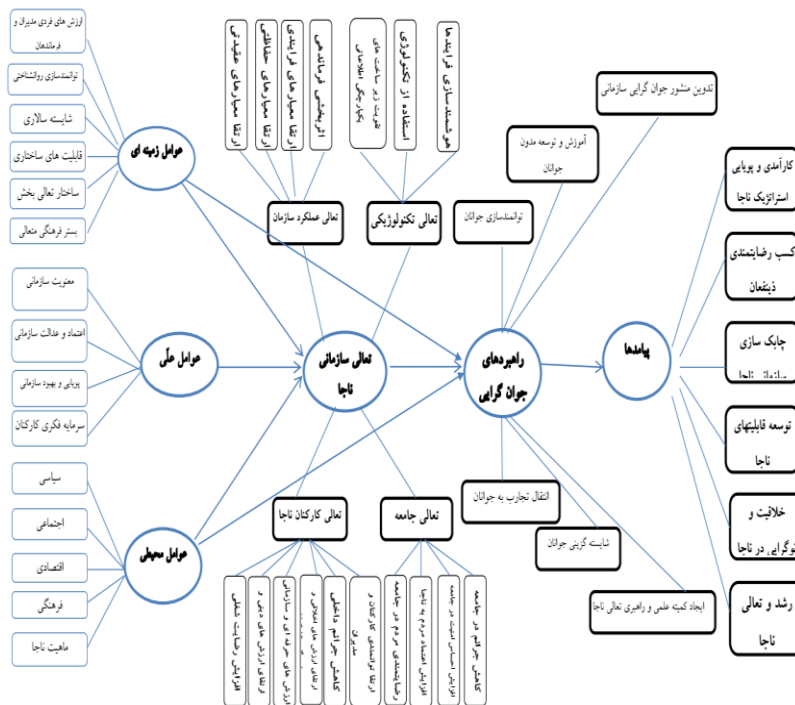 ارزش های فردی مدیران و
فرماندهان
توانمندسازی روانشناختی
شایسته سالاری
قابلیت های ساختاری
ساختار تعالی بخش
بستر فرهنگی متعالی
عوامل زمینه ای
معنویت سازمانی
اعتماد و عدالت سازمانی
پویایی و بهبود سازمانی
سرمایه فکری کارکنان
عوامل علّی
سیاسی
اجتماعی
اقتصادی
فرهنگی
ماهیت ناجا
عوامل محیطی
ارتقا معیارهای عقیدتی
ارتقا معیارهای حفاظتی
ارتقا معیارهای فرایندی
اثربخشی فرماندهی
تعالی عملکرد سازمان
تقویت زیر ساخت های
یکپارچگی اطلاعاتی
استفاده از تکنولوژی
هوشمندسازی فرایندها
تعالی تکنولوژیکی
تعالی سازمانی
ناجا
تعالی کارکنان ناجا
افزایش رضایت شغلی
ارتقای ارزش های دینی و
ارزش های حرفه ای و سازمانی
ارتقای ارزش های اخلاقی و
کاهش جرائم داخلی
ارتقا توانمندی کارکنان و
مدیران
تعالی جامعه
رضایتمندی مردم در جامعه
افزایش اعتماد مردم به ناجا
افزایش احساس امنیت در جامعه
کاهش جرائم در جامعه
تدوین منشور جوان گرایی سازمانی
آموزش و توسعه مدون
جوانان
توانمندسازی جوانان
راهبردهای
جوان گرایی
انتقال تجارب به جوانان
شایسته گزینی جوانان
ایجاد کمیته علمی و راهبری تعالی ناجا
پیامدها
کارآمدی و پویایی
استراتژیک ناجا
کسب رضایتمندی
ذینفعان
چابک سازی
سازمانی ناجا
توسعه قابلیتهای
ناجا
خلاقیت و
نوگرایی در ناجا
رشد و تعالی
ناجا